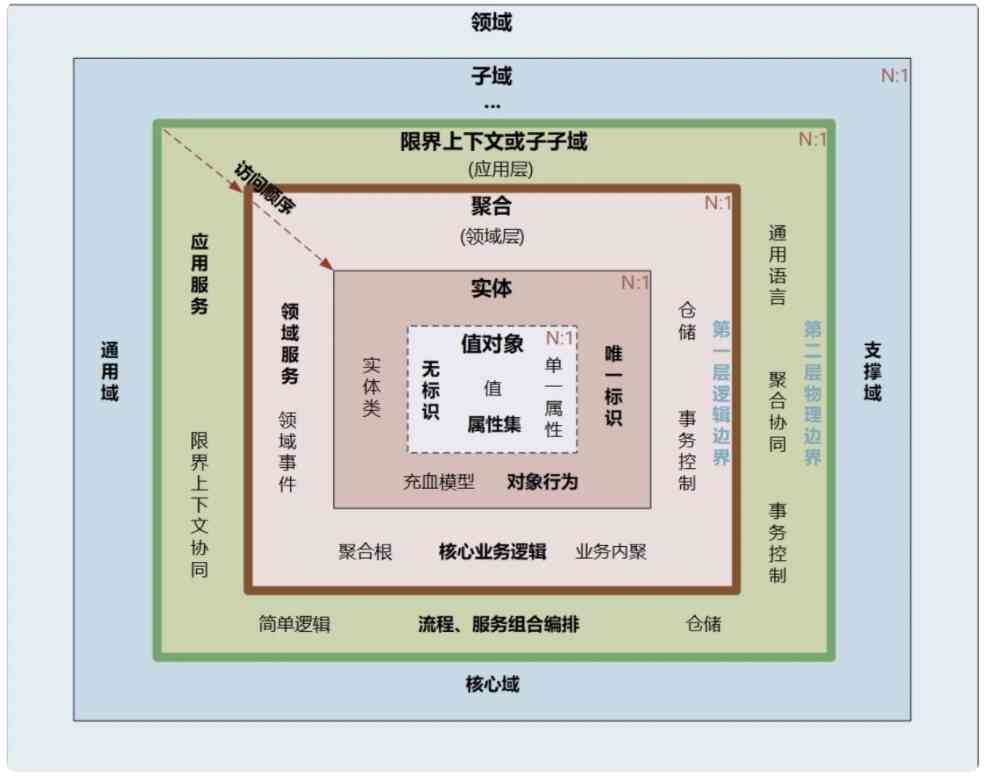 领域
子域
N:1
...
限界上下文或子子域
N:1
(应用层)
访问顺序
聚合
N:1
(领域层)
实体
N:1
值对象
N:1
无标识
值
单一属性
属性集
实体类
唯一标识
充血模型
对象行为
领域服务
领域事件
仓储
事务控制
第一层逻辑边界
聚合根
核心业务逻辑
业务内聚
应用服务
限界上下文协同
通用语言
聚合协同
事务控制
第二层物理边界
简单逻辑
流程、服务组合编排
仓储
通用域
支撑域
核心域